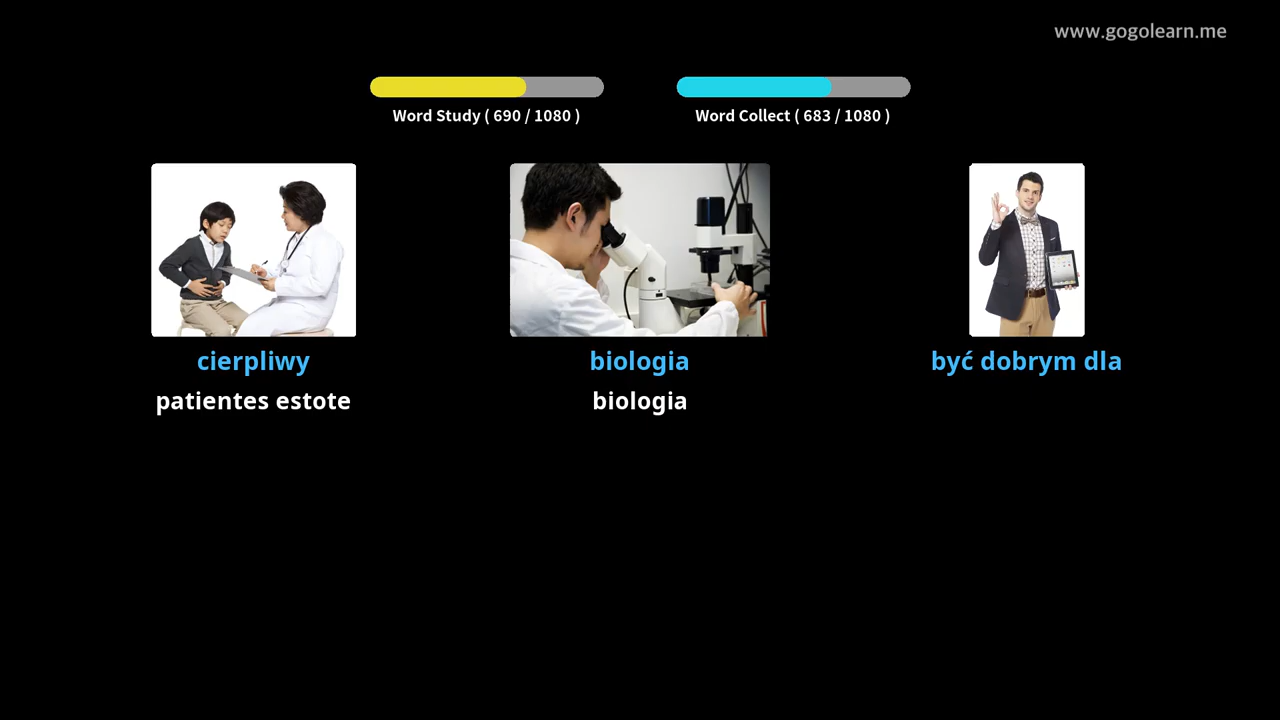 www.gogolearn.me
Word Study ( 690 / 1080 )
Word Collect ( 683 / 1080 )
cierpliwy
patientes estote
biologia
biologia
być dobrym dla